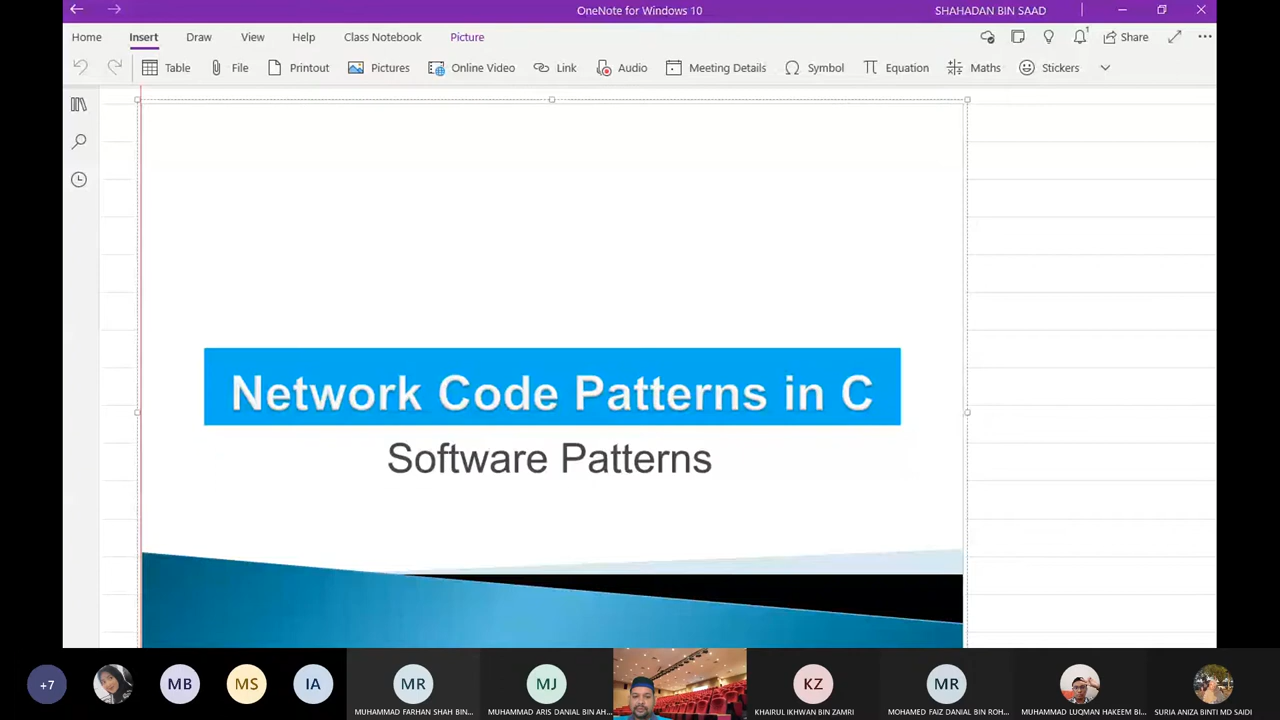 OneNote for Windows 10
SHAHADAN BIN SAAD
Home Insert Draw View Help Class Notebook Picture
1
Share
Table File Printout Pictures Online Video Link Audio Meeting Details Symbol Equation Maths Stickers
Network Code Patterns in C
Software Patterns
+7 MB MS IA MR MJ KZ MR
MUHAMMAD FARHAN SHAH BIN... MUHAMMAD ARIS DANIAL BIN AH... KHAIRUL IKHWAN BIN ZAMRI MOHAMED FAIZ DANIAL BIN ROH... MUHAMMAD LUQMAN HAKEEM BI... SURIA ANIZA BINTI MD SAIDI